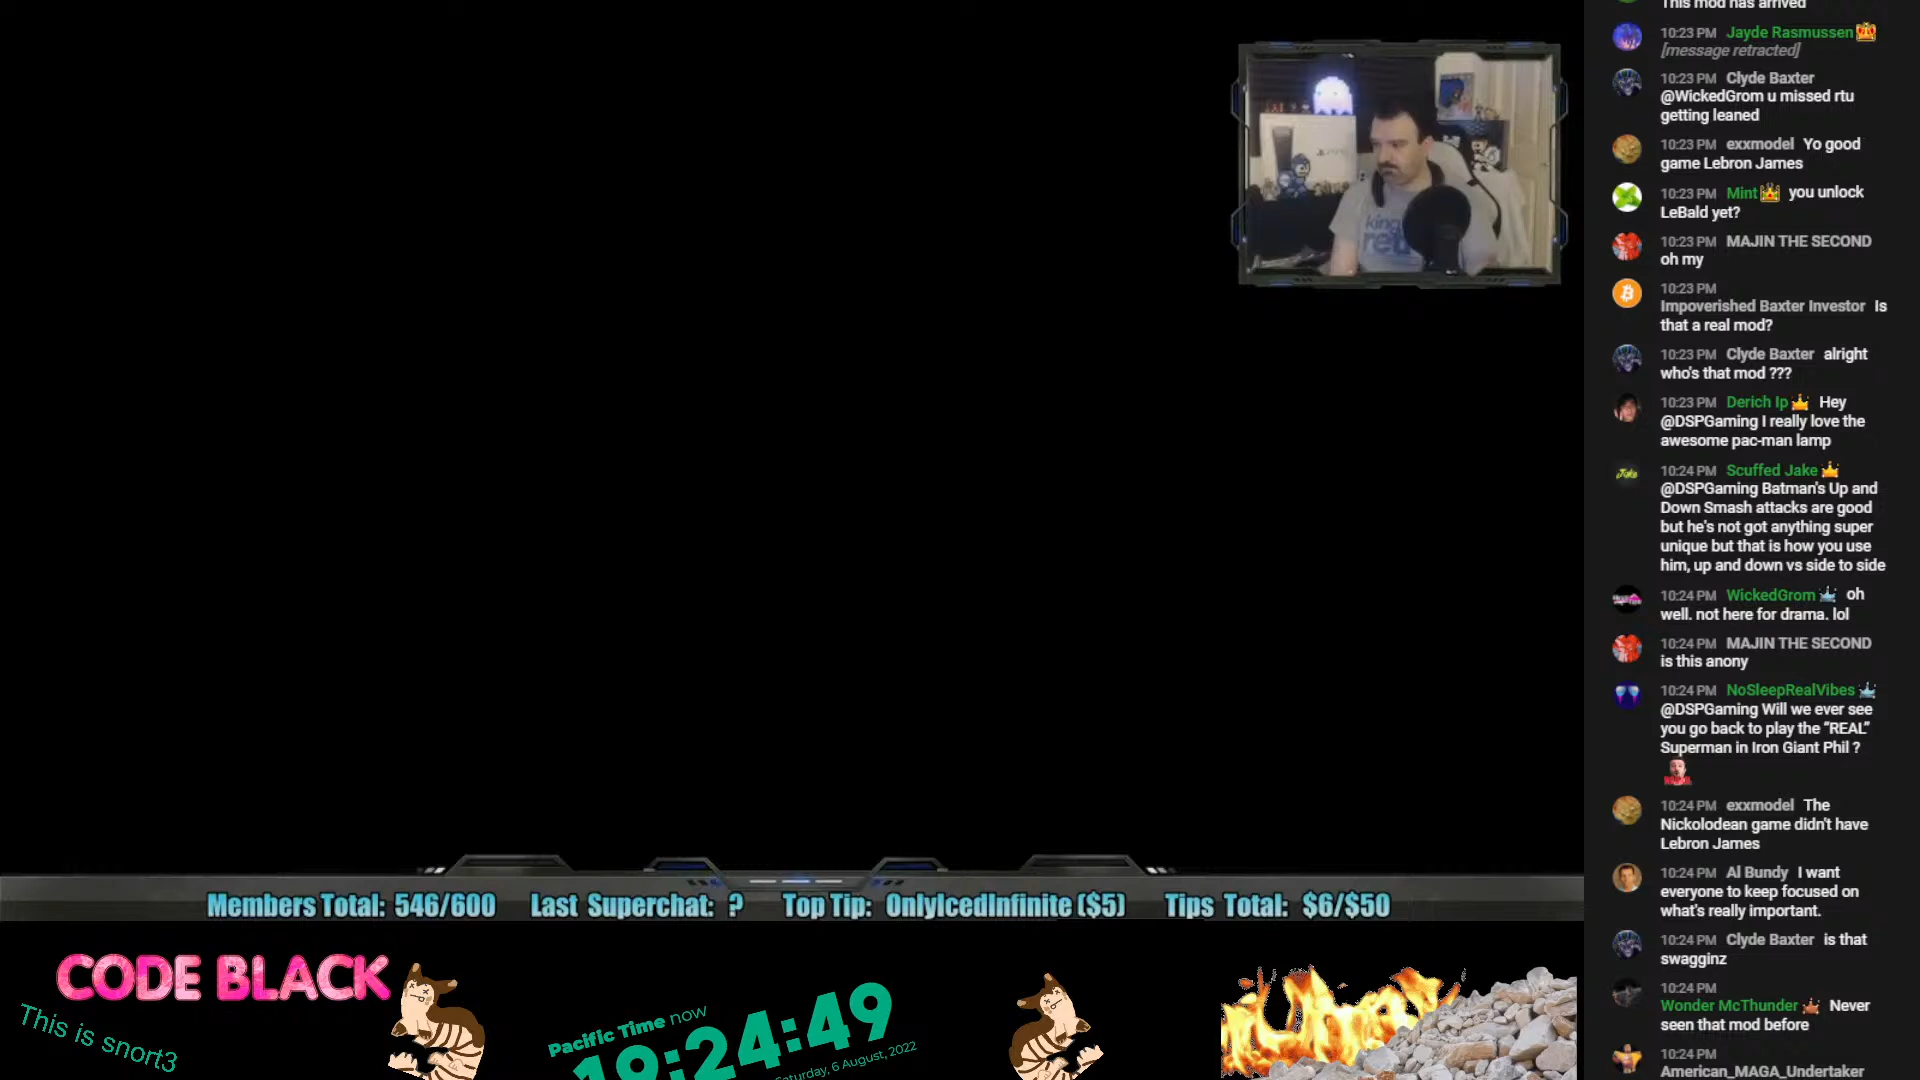 This mod has arrived
10:23 PM Jayde Rasmussen
[message retracted]
10:23 PM Clyde Baxter
@WickedGrom u missed rtu
getting leaned
10:23 PM exxmodel Yo good
game Lebron James
10:23 PM Mint you unlock
LeBald yet?
10:23 PM MAJIN THE SECOND
oh my
10:23 PM
Impoverished Baxter Investor Is
that a real mod?
10:23 PM Clyde Baxter alright
who's that mod ???
10:23 PM Derich Ip Hey
@DSPGaming I really love the
awesome pac-man lamp
10:24 PM Scuffed Jake
@DSPGaming Batman's Up and
Down Smash attacks are good
but he's not got anything super
unique but that is how you use
him, up and down vs side to side
10:24 PM WickedGrom oh
well. not here for drama. lol
10:24 PM MAJIN THE SECOND
is this anony
10:24 PM NoSleepRealVibes
@DSPGaming Will we ever see
you go back to play the “REAL”
Superman in Iron Giant Phil ?
10:24 PM exxmodel The
Nickolodean game didn't have
Lebron James
10:24 PM Al Bundy I want
everyone to keep focused on
what's really important.
10:24 PM Clyde Baxter is that
swagginz
10:24 PM
Wonder McThunder Never
seen that mod before
10:24 PM
American_MAGA_Undertaker
king
Members Total: 546/600 Last Superchat: ? Top Tip: OnlyIcedInfinite ($5) Tips Total: $6/$50
CODE BLACK
This is snort3
Pacific Time now
19:24:49
Saturday, 6 August, 2022